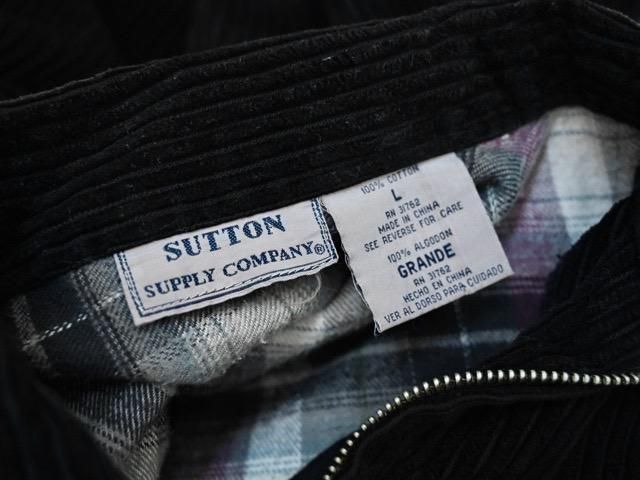 SUTTON
SUPPLY COMPANY®
100% COTTON
L
RN 31762
MADE IN CHINA
SEE REVERSE FOR CARE
100% ALGODON
GRANDE
RN 31762
HECHO EN CHINA
VER AL DORSO PARA CUIDADO